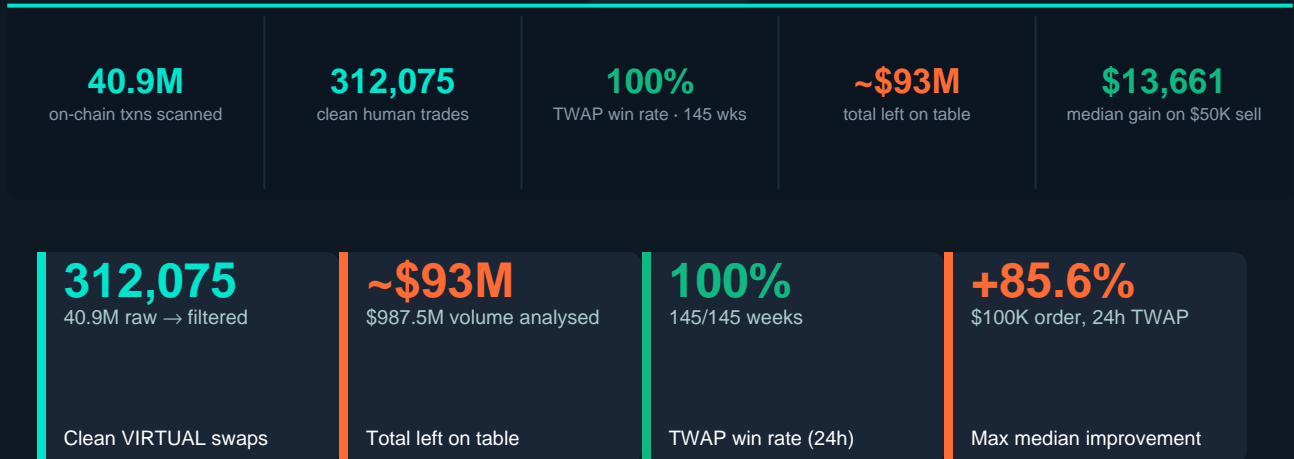 40.9M
on-chain txns scanned
312,075
clean human trades
100%
TWAP win rate · 145 wks
~$93M
total left on table
$13,661
median gain on $50K sell
312,075
40.9M raw → filtered
Clean VIRTUAL swaps
~$93M
$987.5M volume analysed
Total left on table
100%
145/145 weeks
TWAP win rate (24h)
+85.6%
$100K order, 24h TWAP
Max median improvement